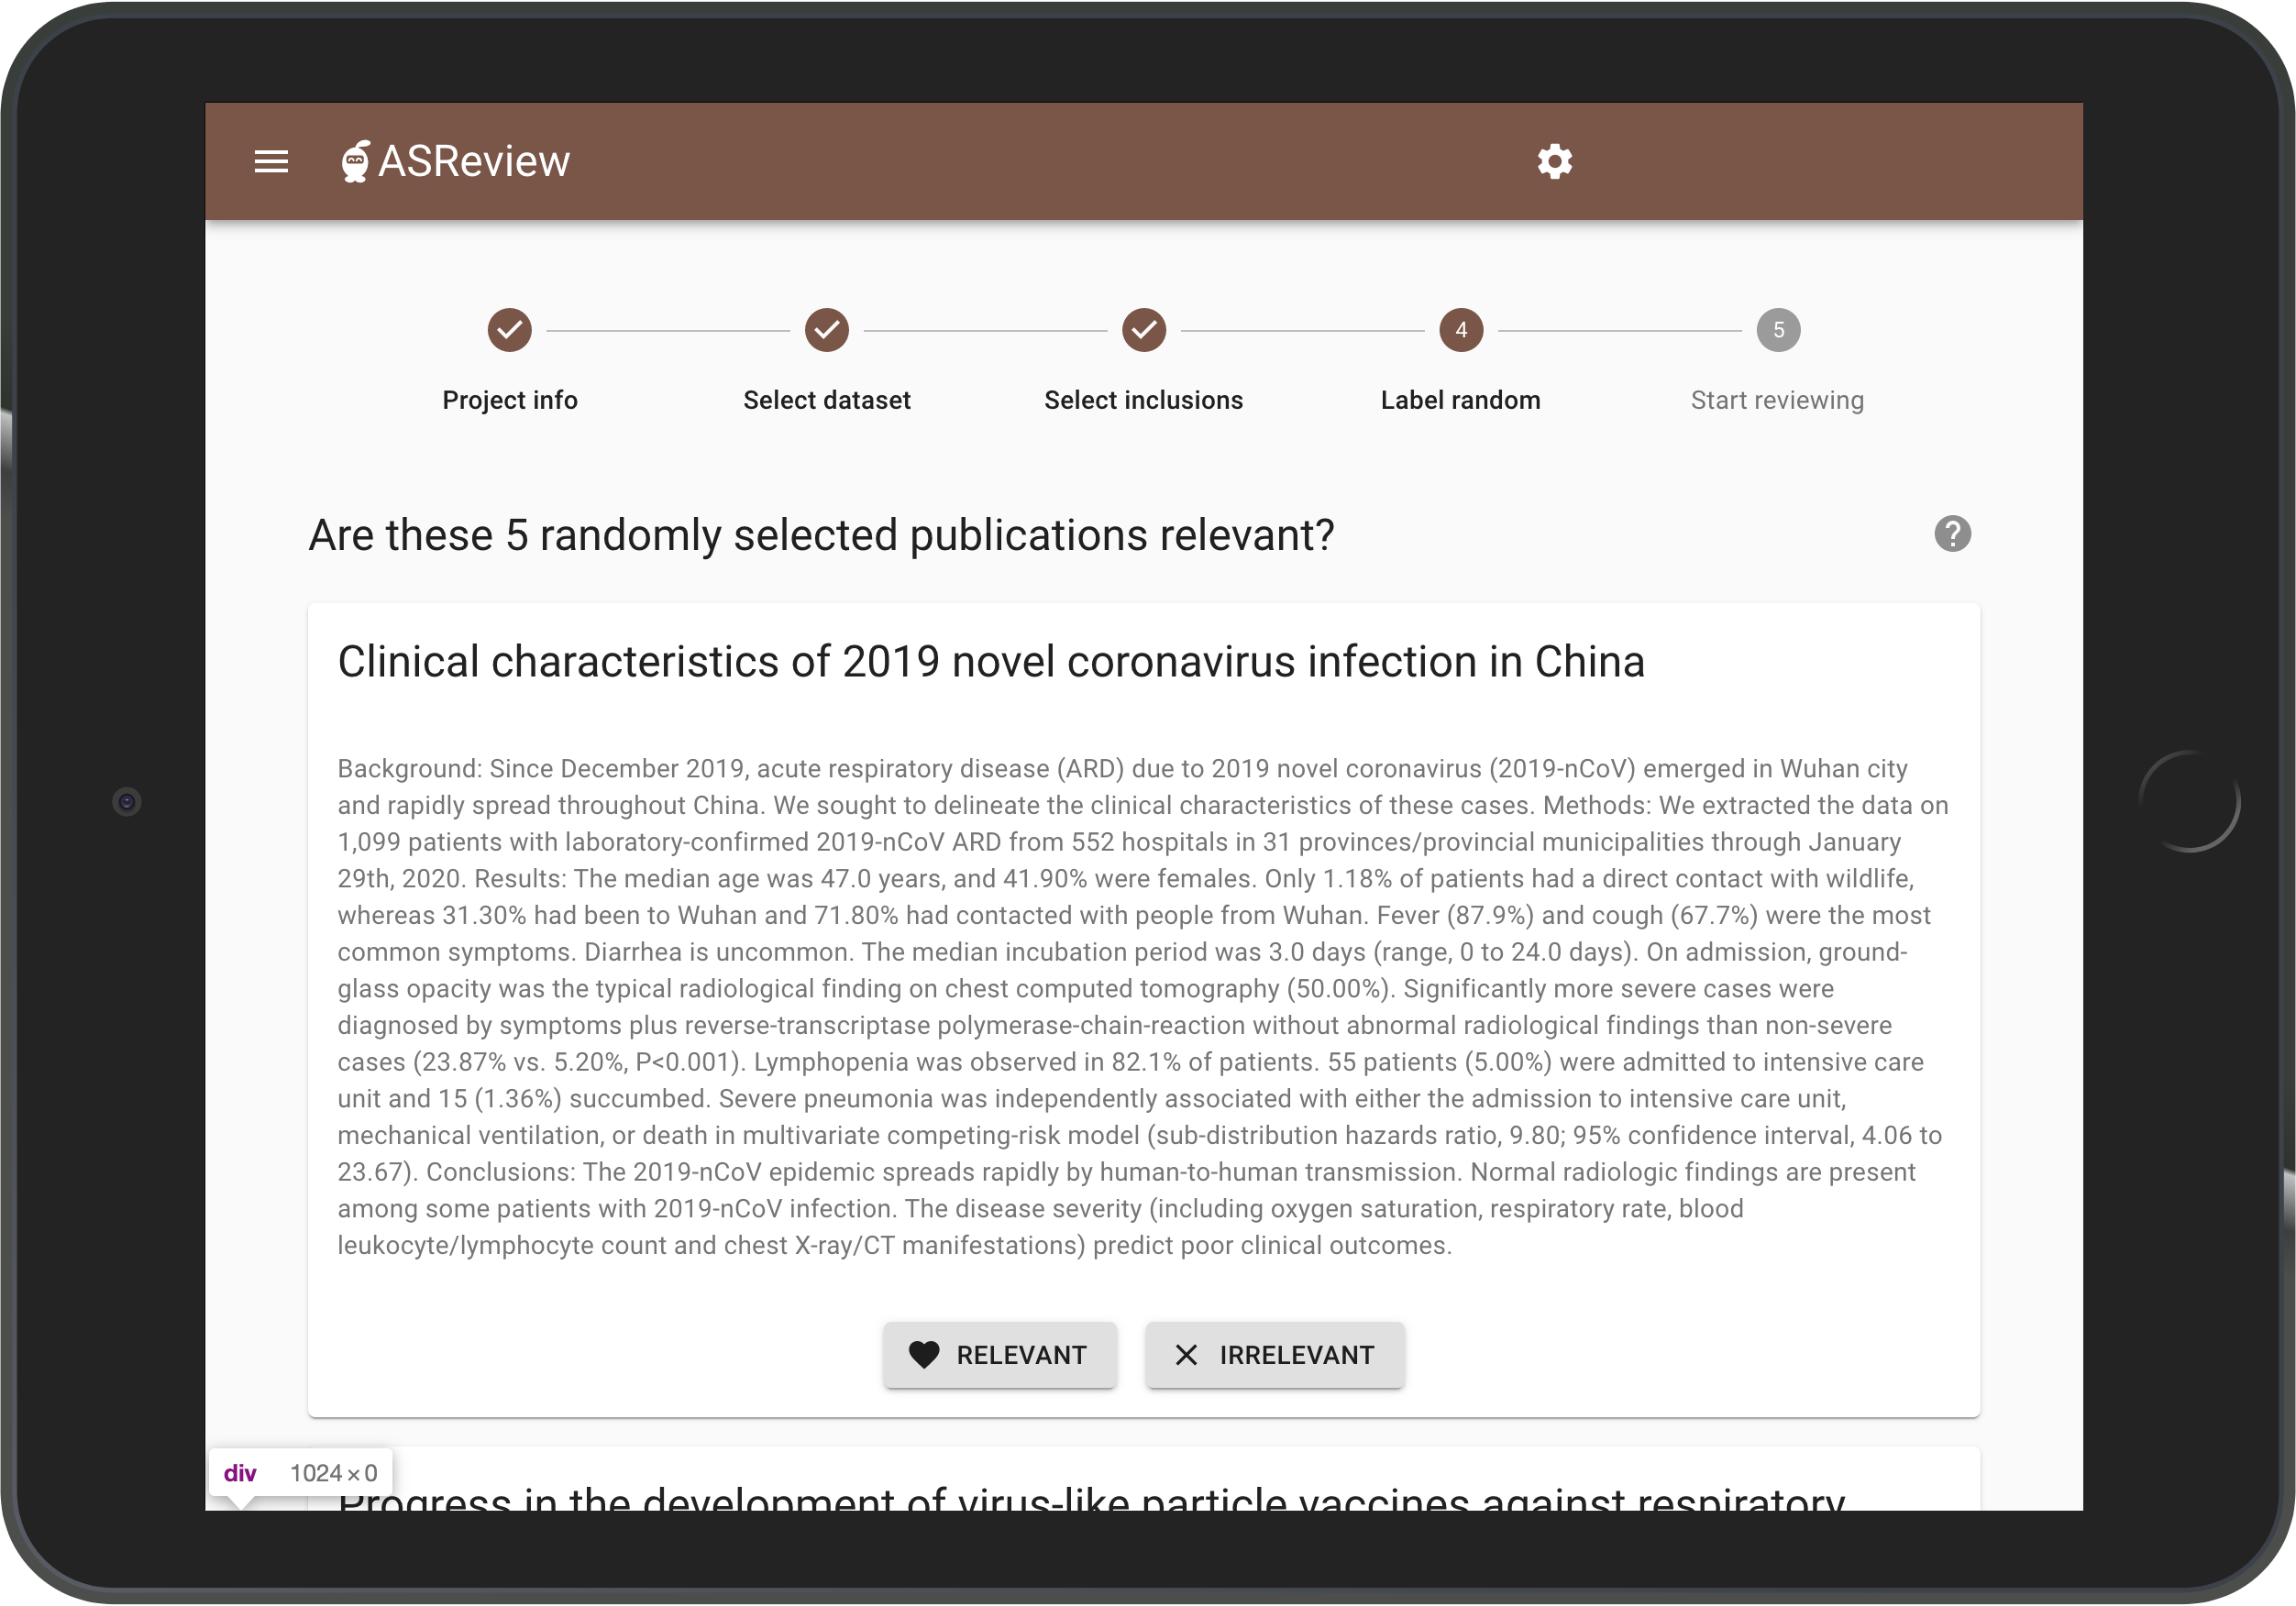 ASReview
4
5
Project info
Select dataset
Select inclusions
Label random
Start reviewing
Are these 5 randomly selected publications relevant?
?
Clinical characteristics of 2019 novel coronavirus infection in China
Background: Since December 2019, acute respiratory disease (ARD) due to 2019 novel coronavirus (2019-nCoV) emerged in Wuhan city
and rapidly spread throughout China. We sought to delineate the clinical characteristics of these cases. Methods: We extracted the data on
1,099 patients with laboratory-confirmed 2019-nCoV ARD from 552 hospitals in 31 provinces/provincial municipalities through January
29th, 2020. Results: The median age was 47.0 years, and 41.90% were females. Only 1.18% of patients had a direct contact with wildlife,
whereas 31.30% had been to Wuhan and 71.80% had contacted with people from Wuhan. Fever (87.9%) and cough (67.7%) were the most
common symptoms. Diarrhea is uncommon. The median incubation period was 3.0 days (range, 0 to 24.0 days). On admission, ground-
glass opacity was the typical radiological finding on chest computed tomography (50.00%). Significantly more severe cases were
diagnosed by symptoms plus reverse-transcriptase polymerase-chain-reaction without abnormal radiological findings than non-severe
cases (23.87% vs. 5.20%, P<0.001). Lymphopenia was observed in 82.1% of patients. 55 patients (5.00%) were admitted to intensive care
unit and 15 (1.36%) succumbed. Severe pneumonia was independently associated with either the admission to intensive care unit,
mechanical ventilation, or death in multivariate competing-risk model (sub-distribution hazards ratio, 9.80; 95% confidence interval, 4.06 to
23.67). Conclusions: The 2019-nCoV epidemic spreads rapidly by human-to-human transmission. Normal radiologic findings are present
among some patients with 2019-nCoV infection. The disease severity (including oxygen saturation, respiratory rate, blood
leukocyte/lymphocyte count and chest X-ray/CT manifestations) predict poor clinical outcomes.
RELEVANT
IRRELEVANT
div 1024×0
Progress in the development of virus-like particle vaccines against respiratory